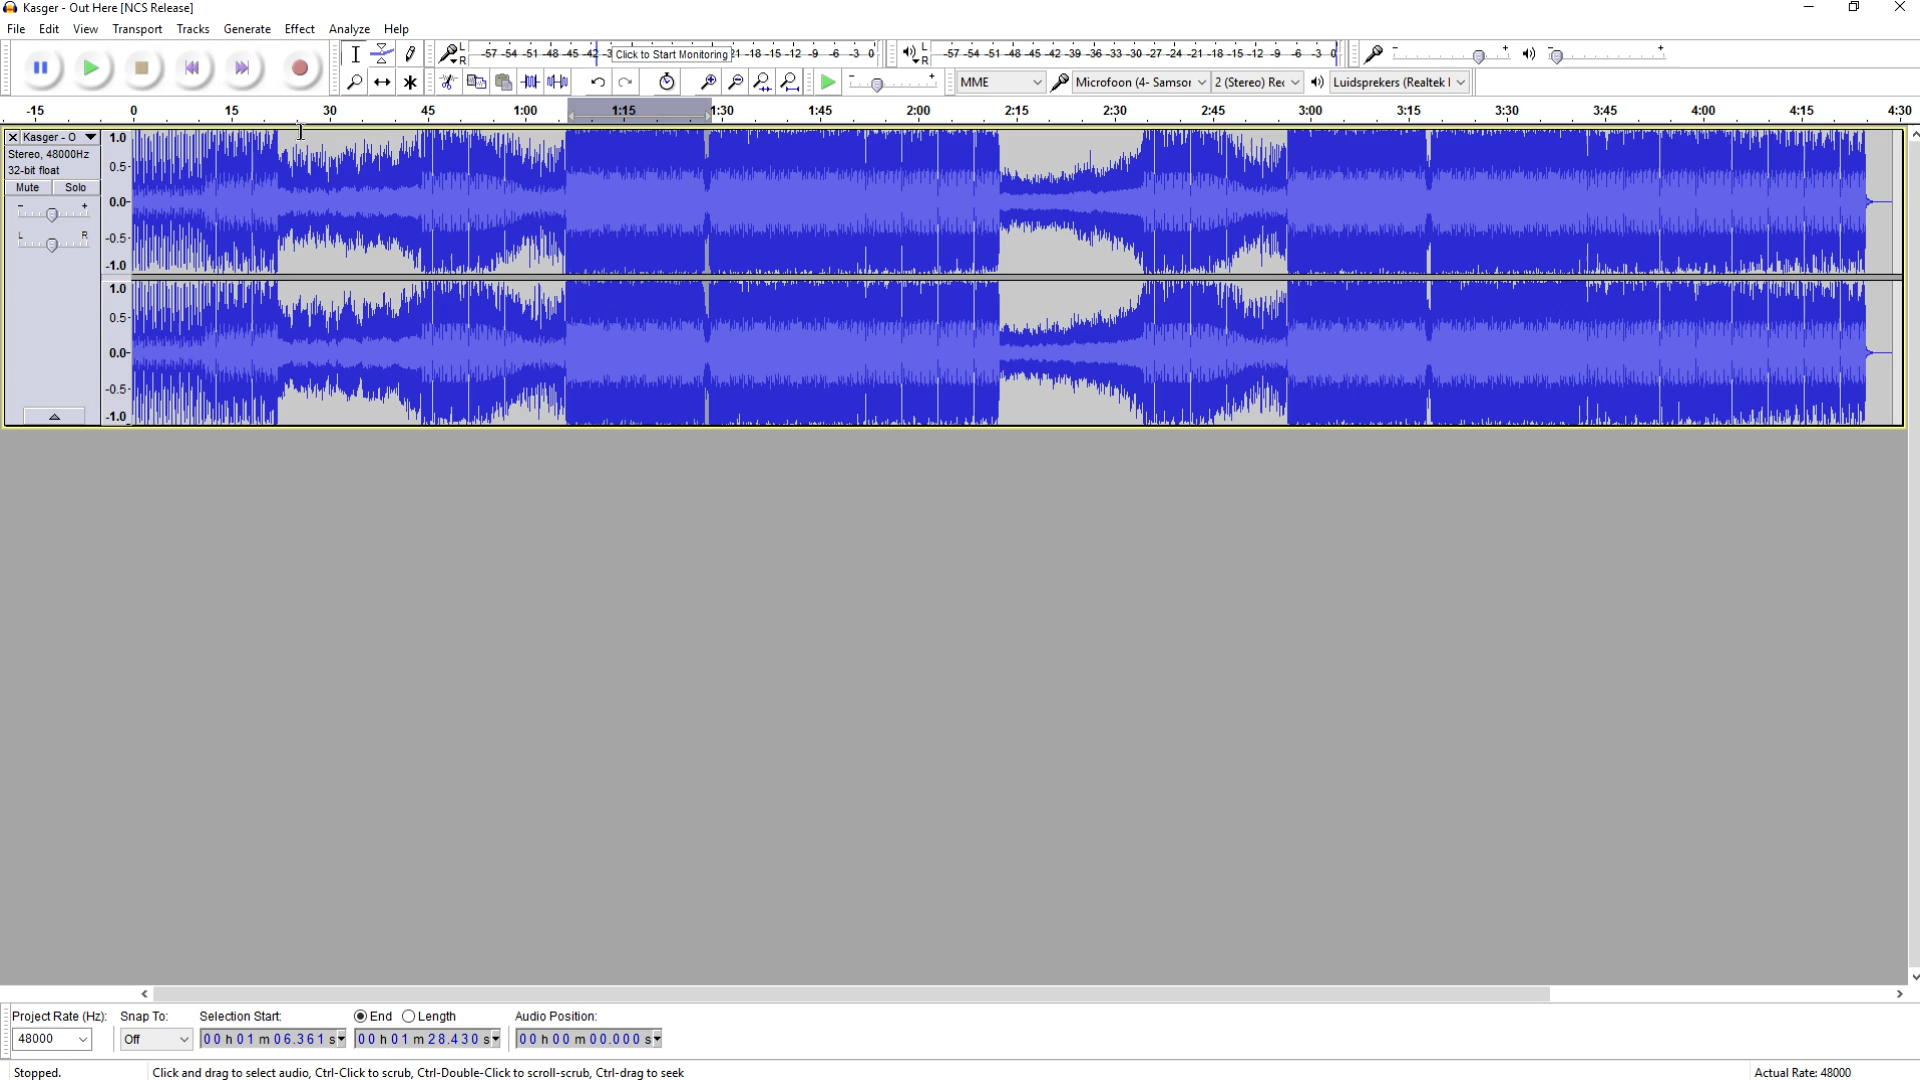 Kasger - Out Here [NCS Release]
File Edit View Transport Tracks Generate Effect Analyze Help
L R -57 -54 -51 -48 -45 -42 -3 Click to Start Monitoring 21 -18 -15 -12 -9 -6 -3 0 L R -57 -54 -51 -48 -45 -42 -39 -36 -33 -30 -27 -24 -21 -18 -15 -12 -9 -6 -3 0 - + - +
- + MME Microfoon (4- Samsor 2 (Stereo) Rec Luidsprekers (Realtek I
-15 0 15 30 45 1:00 1:15 1:30 1:45 2:00 2:15 2:30 2:45 3:00 3:15 3:30 3:45 4:00 4:15 4:30
Kasger - O 1.0
Stereo, 48000Hz
32-bit float 0.5-
Mute Solo
- + 0.0-
L R -0.5-
-1.0
1.0
0.5-
0.0-
-0.5-
-1.0
Project Rate (Hz): Snap To: Selection Start: End Length Audio Position:
48000 Off 00 h 01 m 06.361 s 00 h 01 m 28.430 s 00 h 00 m 00.000 s
Stopped. Click and drag to select audio, Ctrl-Click to scrub, Ctrl-Double-Click to scroll-scrub, Ctrl-drag to seek Actual Rate: 48000